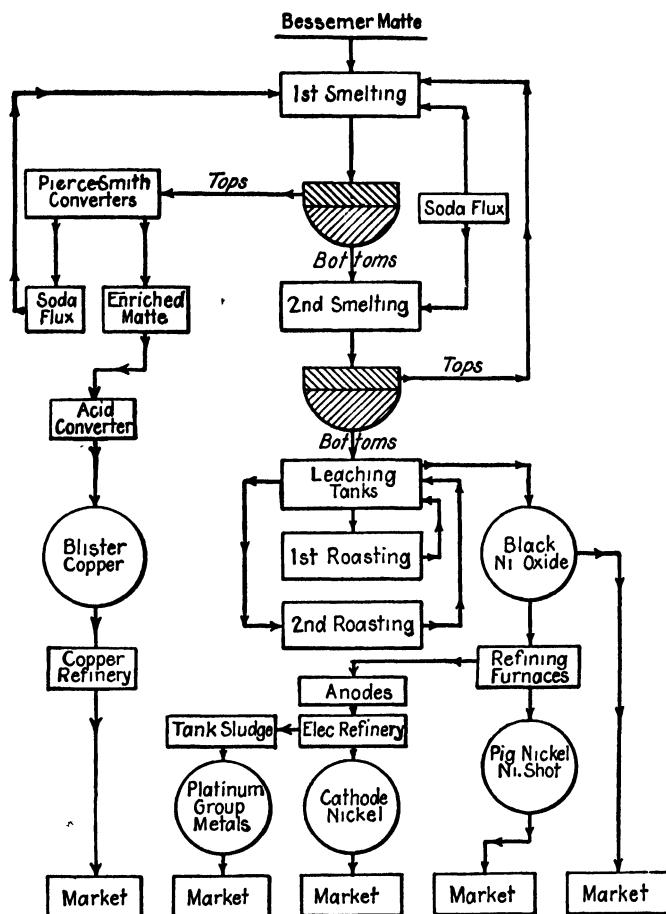 Bessemer Matte
1st Smelting
Pierce-Smith
Converters
Tops
Soda Flux
Bottoms
Soda
Flux
Enriched
Matte
2nd Smelting
Tops
Acid
Converter
Bottoms
Leaching
Tanks
Blister
Copper
1st Roasting
Black
Ni Oxide
2nd Roasting
Copper
Refinery
Refining
Furnaces
Anodes
Tank Sludge
Elec Refinery
Platinum
Group
Metals
Cathode
Nickel
Pig Nickel
Ni. Shot
Market
Market
Market
Market
Market